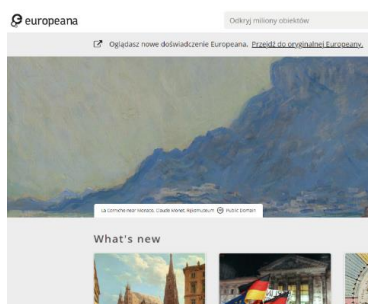 europeana
Odkryj miliony obiektów
Oglądasz nowe doświadczenie Europeana. Przejdź do oryginalnej Europeany.
La Corniche near Monaco, Claude Monet, Rijksmuseum Public Domain
What's new